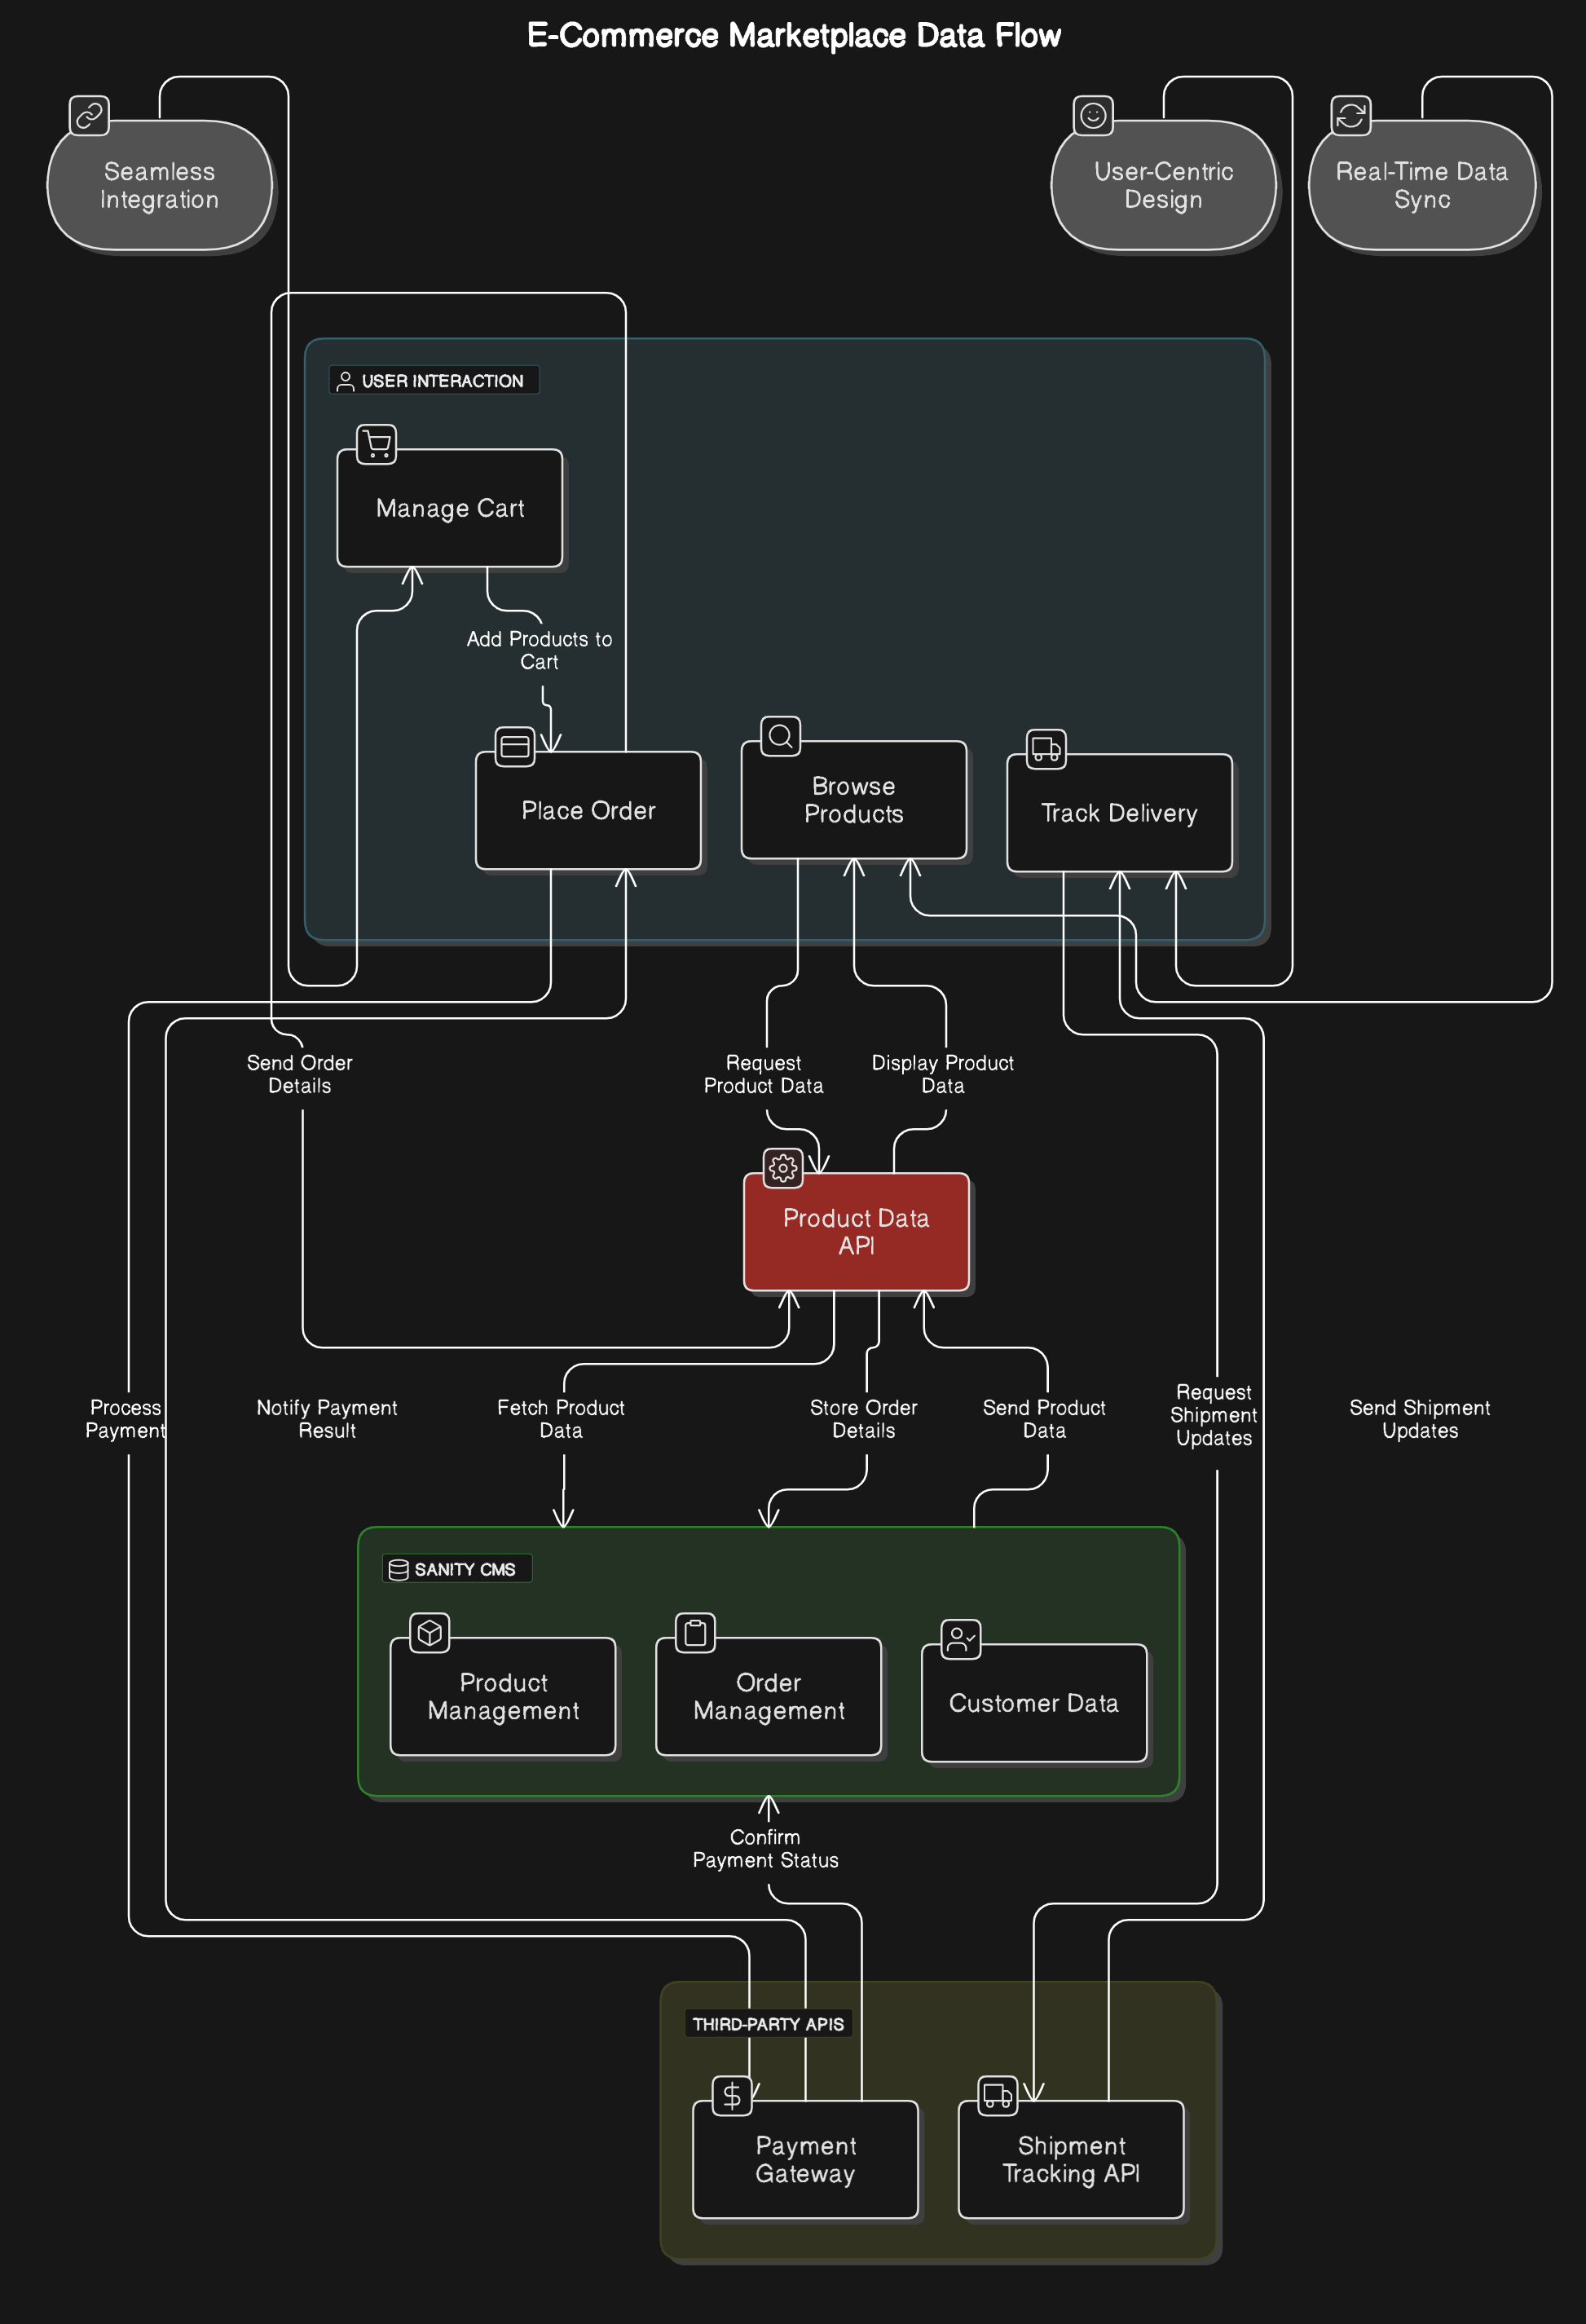 E-Commerce Marketplace Data Flow
Seamless
Integration
User-Centric
Design
Real-Time Data
Sync
USER INTERACTION
Manage Cart
Add Products to
Cart
Place Order
Browse
Products
Track Delivery
Send Order
Details
Request
Product Data
Display Product
Data
Product Data
API
Process
Payment
Notify Payment
Result
Fetch Product
Data
Store Order
Details
Send Product
Data
Request
Shipment
Updates
Send Shipment
Updates
SANITY CMS
Product
Management
Order
Management
Customer Data
Confirm
Payment Status
THIRD-PARTY APIS
$
Payment
Gateway
Shipment
Tracking API